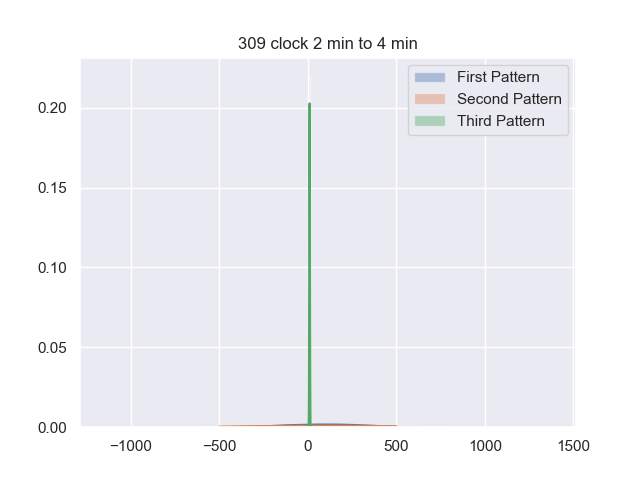 309 clock 2 min to 4 min
First Pattern
Second Pattern
Third Pattern
0.20
0.15
0.10
0.05
0.00
−1000 −500 0 500 1000 1500